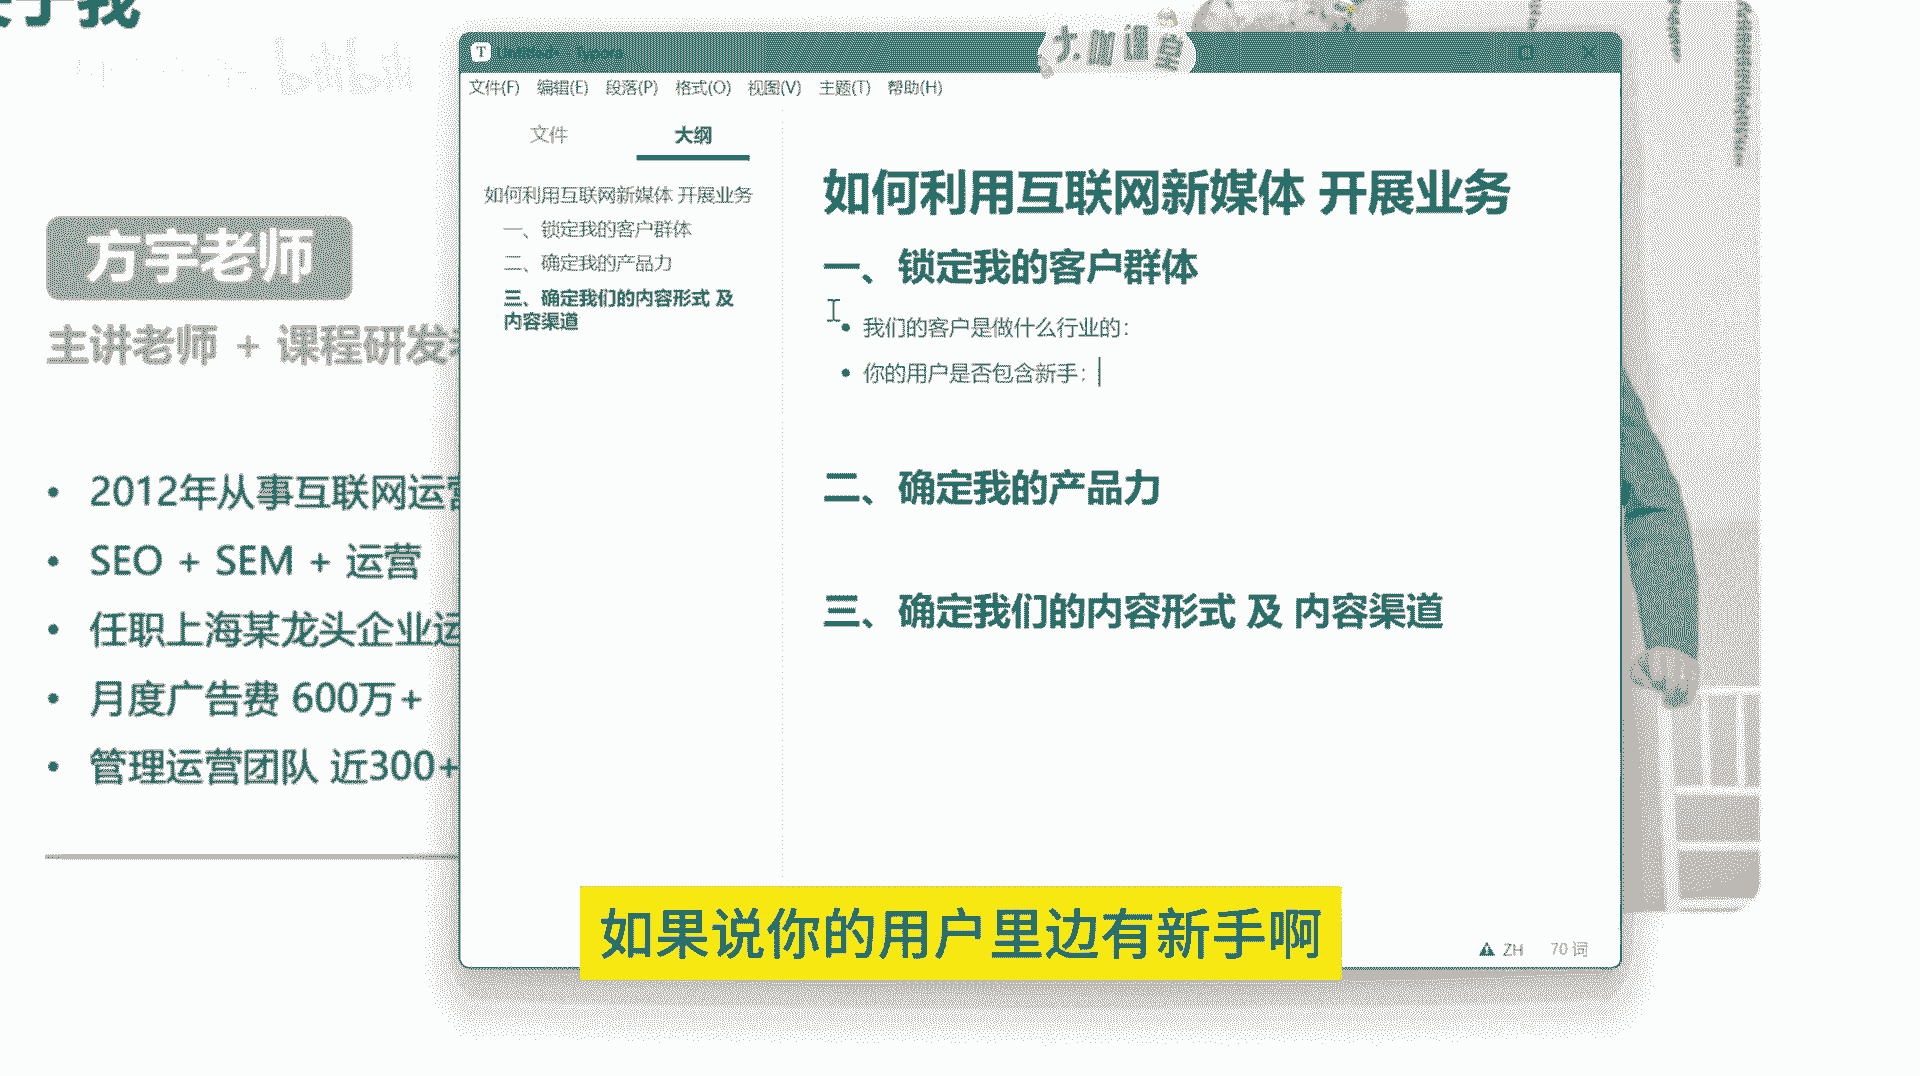 关于我
bilibili
方宇老师
主讲老师 + 课程研发
2012年从事互联网运营
SEO + SEM + 运营
任职上海某龙头企业运
月度广告费 600万+
管理运营团队 近300+
大咖课堂
Untitled - Typora
文件(F) 编辑(E) 段落(P) 格式(O) 视图(V) 主题(T) 帮助(H)
文件 大纲
如何利用互联网新媒体 开展业务
一、锁定我的客户群体
二、确定我的产品力
三、确定我们的内容形式 及
内容渠道
如何利用互联网新媒体 开展业务
一、锁定我的客户群体
我们的客户是做什么行业的：
你的用户是否包含新手：
二、确定我的产品力
三、确定我们的内容形式 及 内容渠道
ZH 70 词
如果说你的用户里边有新手啊